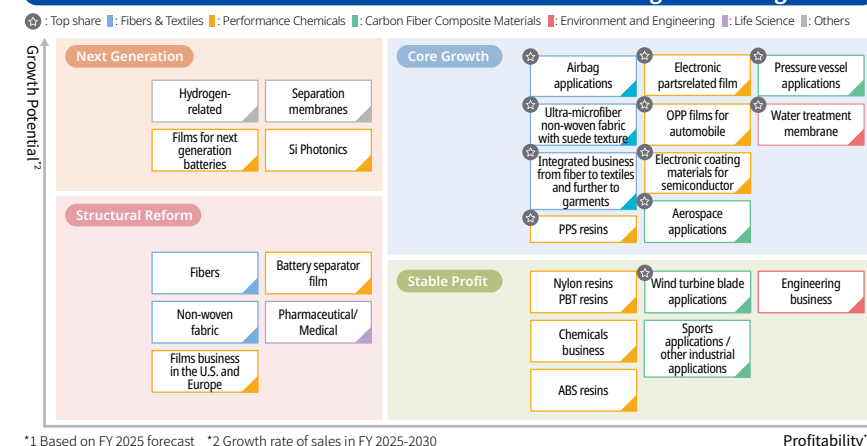 : Top share : Fibers & Textiles : Performance Chemicals : Carbon Fiber Composite Materials : Environment and Engineering : Life Science : Others
Growth Potential*2
Next Generation
Hydrogen-
related
Separation
membranes
Films for next
generation
batteries
Si Photonics
Core Growth
Airbag
applications
Electronic
partsrelated film
Pressure vessel
applications
Ultra-microfiber
non-woven fabric
with suede texture
OPP films for
automobile
Water treatment
membrane
Integrated business
from fiber to textiles
and further to
garments
Electronic coating
materials for
semiconductor
PPS resins
Aerospace
applications
Structural Reform
Fibers
Battery separator
film
Non-woven
fabric
Pharmaceutical/
Medical
Films business
in the U.S. and
Europe
Stable Profit
Nylon resins
PBT resins
Wind turbine blade
applications
Engineering
business
Chemicals
business
Sports
applications /
other industrial
applications
ABS resins
*1 Based on FY 2025 forecast *2 Growth rate of sales in FY 2025-2030
Profitability*